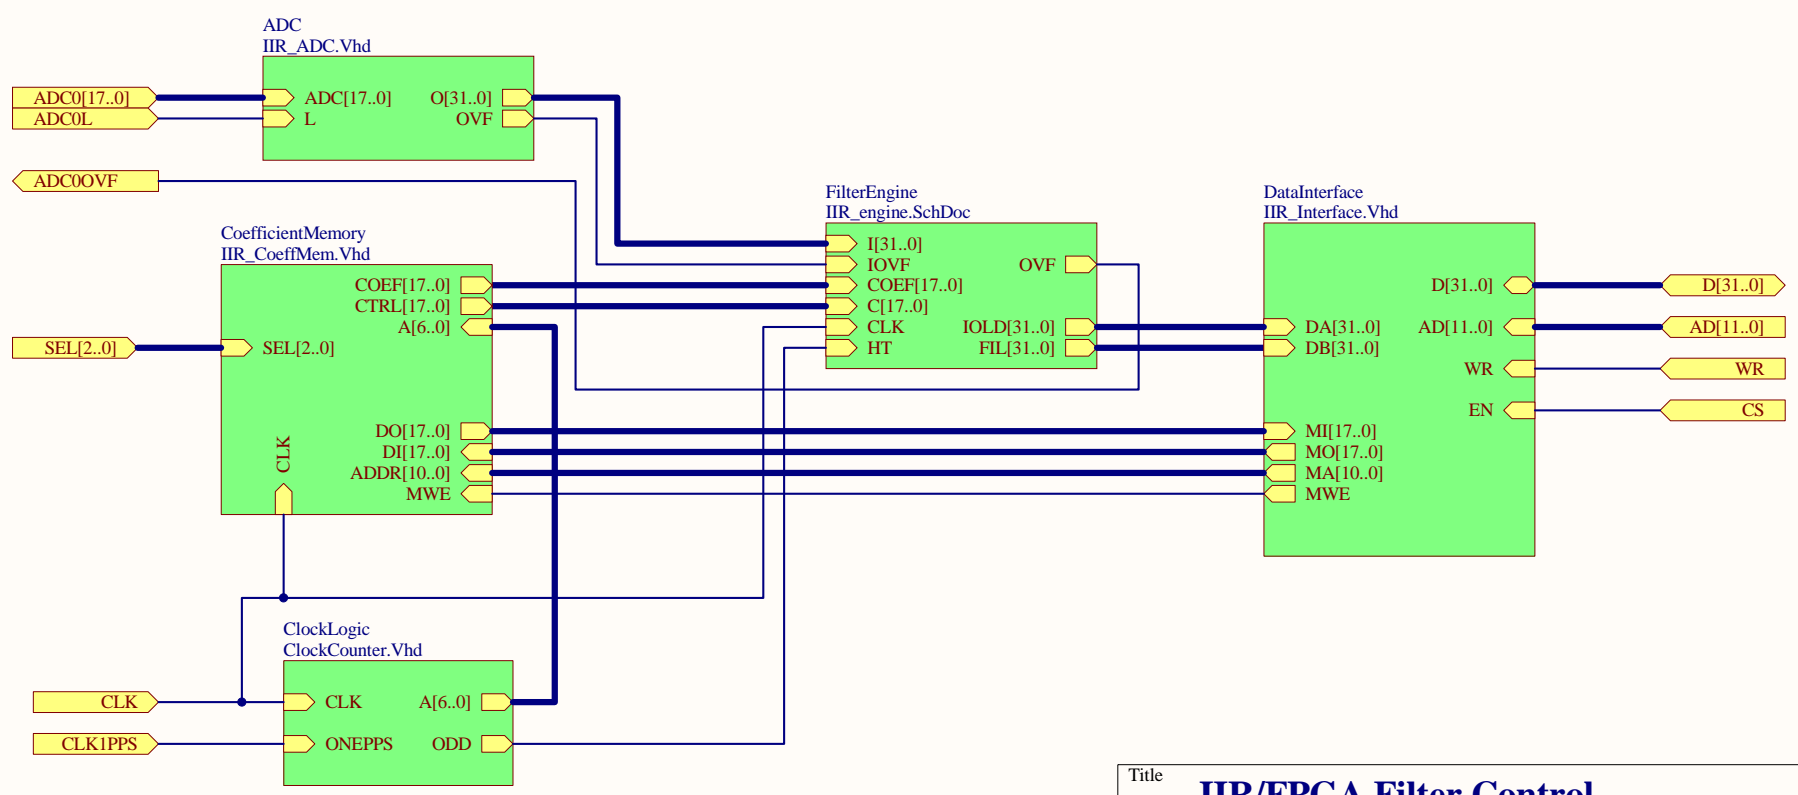 ADC
IIR_ADC.Vhd
ADC0[17..0]
ADC[17..0]
O[31..0]
ADC0L
L
OVF
ADC0OVF
CoefficientMemory
IIR_CoeffMem.Vhd
COEF[17..0]
CTRL[17..0]
A[6..0]
SEL[2..0]
SEL[2..0]
DO[17..0]
DI[17..0]
ADDR[10..0]
MWE
CLK
FilterEngine
IIR_engine.SchDoc
I[31..0]
IOVF
OVF
COEF[17..0]
C[17..0]
CLK
IOLD[31..0]
HT
FIL[31..0]
DataInterface
IIR_Interface.Vhd
D[31..0]
D[31..0]
DA[31..0]
AD[11..0]
AD[11..0]
DB[31..0]
WR
WR
EN
CS
MI[17..0]
MO[17..0]
MA[10..0]
MWE
ClockLogic
ClockCounter.Vhd
CLK
CLK
A[6..0]
CLK1PPS
ONEPPS
ODD
Title
IIR/FPGA Filter Control